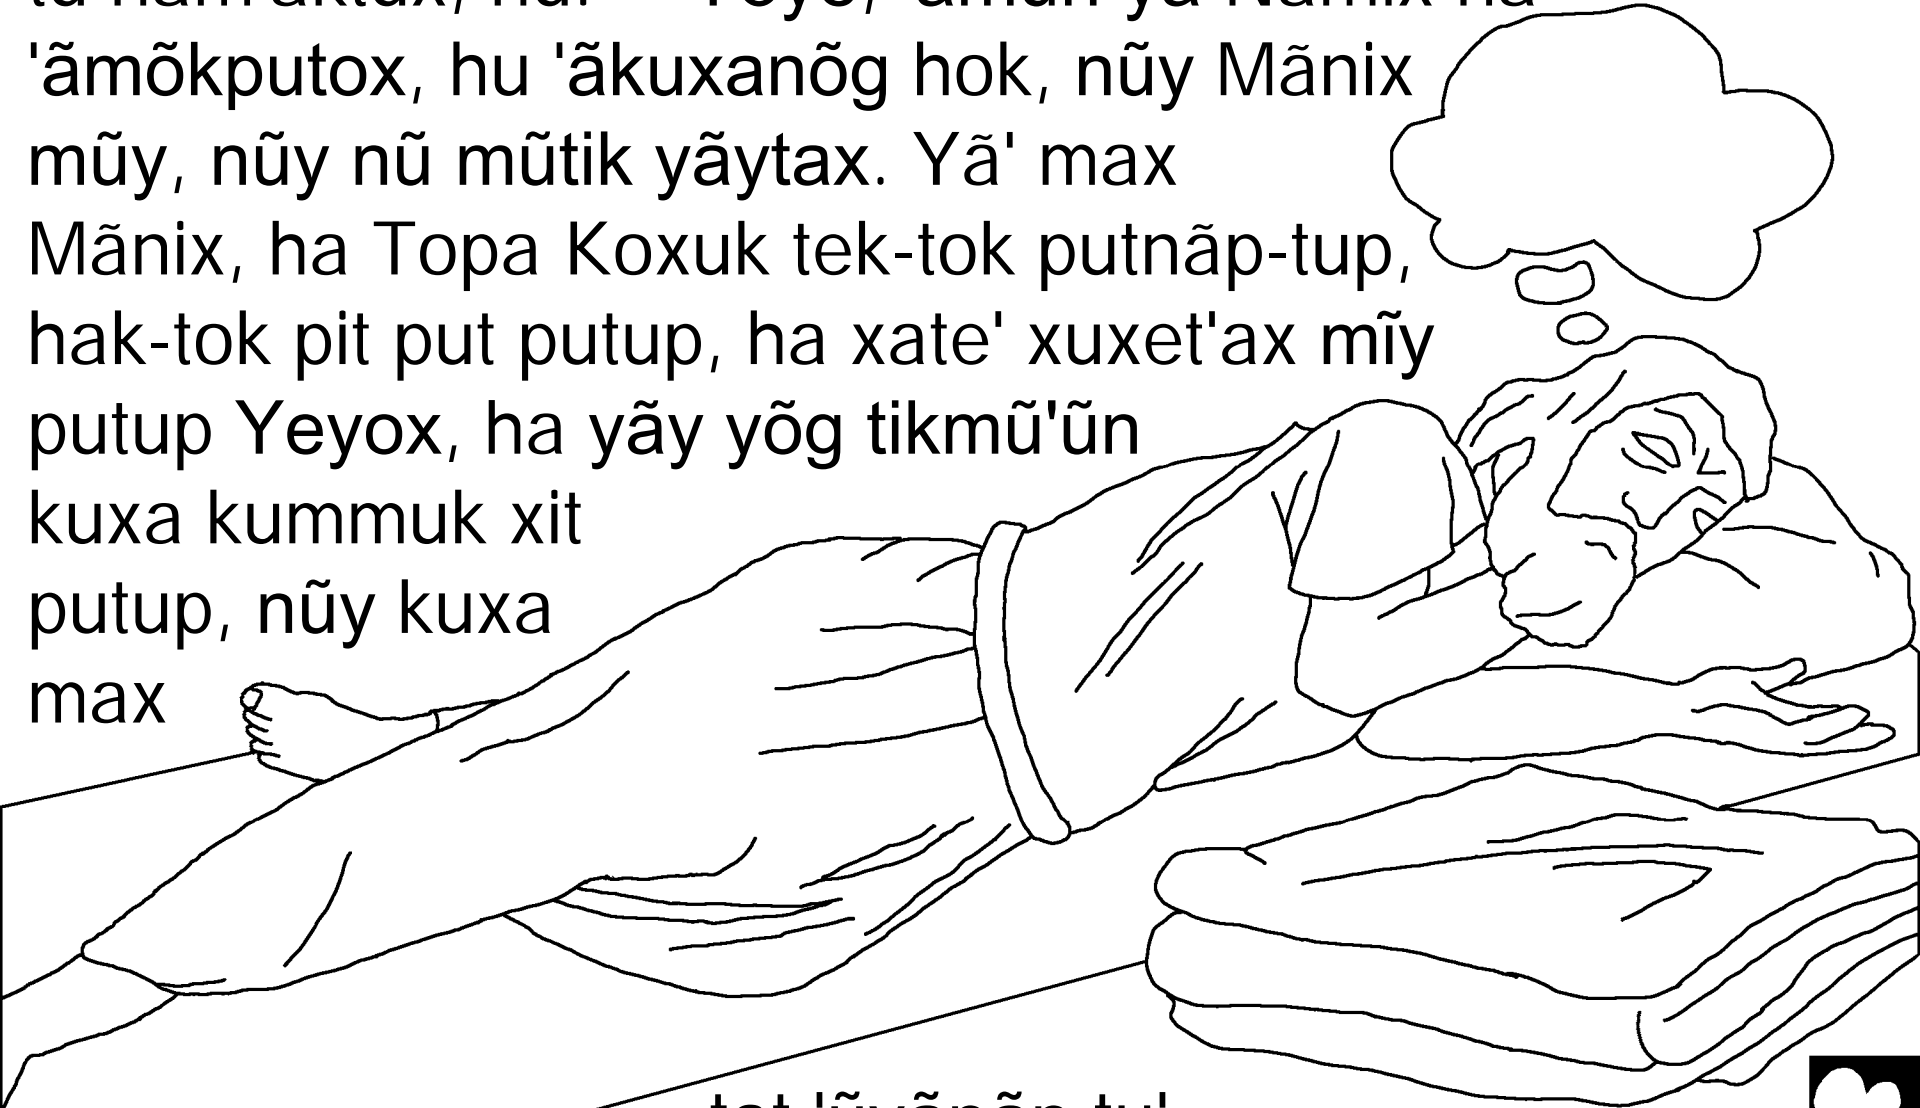 'ãmõkputox, hu 'ãkuxanõg hok, nũy Mãnix
mũy, nũy nũ mũtik yãytax. Yã' max
Mãnix, ha Topa Koxuk tek-tok putnãp-tup,
hak-tok pit put putup, ha xate' xuxet'ax mĩy
putup Yeyox, ha yãy yõg tikmũ'ũn
kuxa kummuk xit
putup, nũy kuxa
max